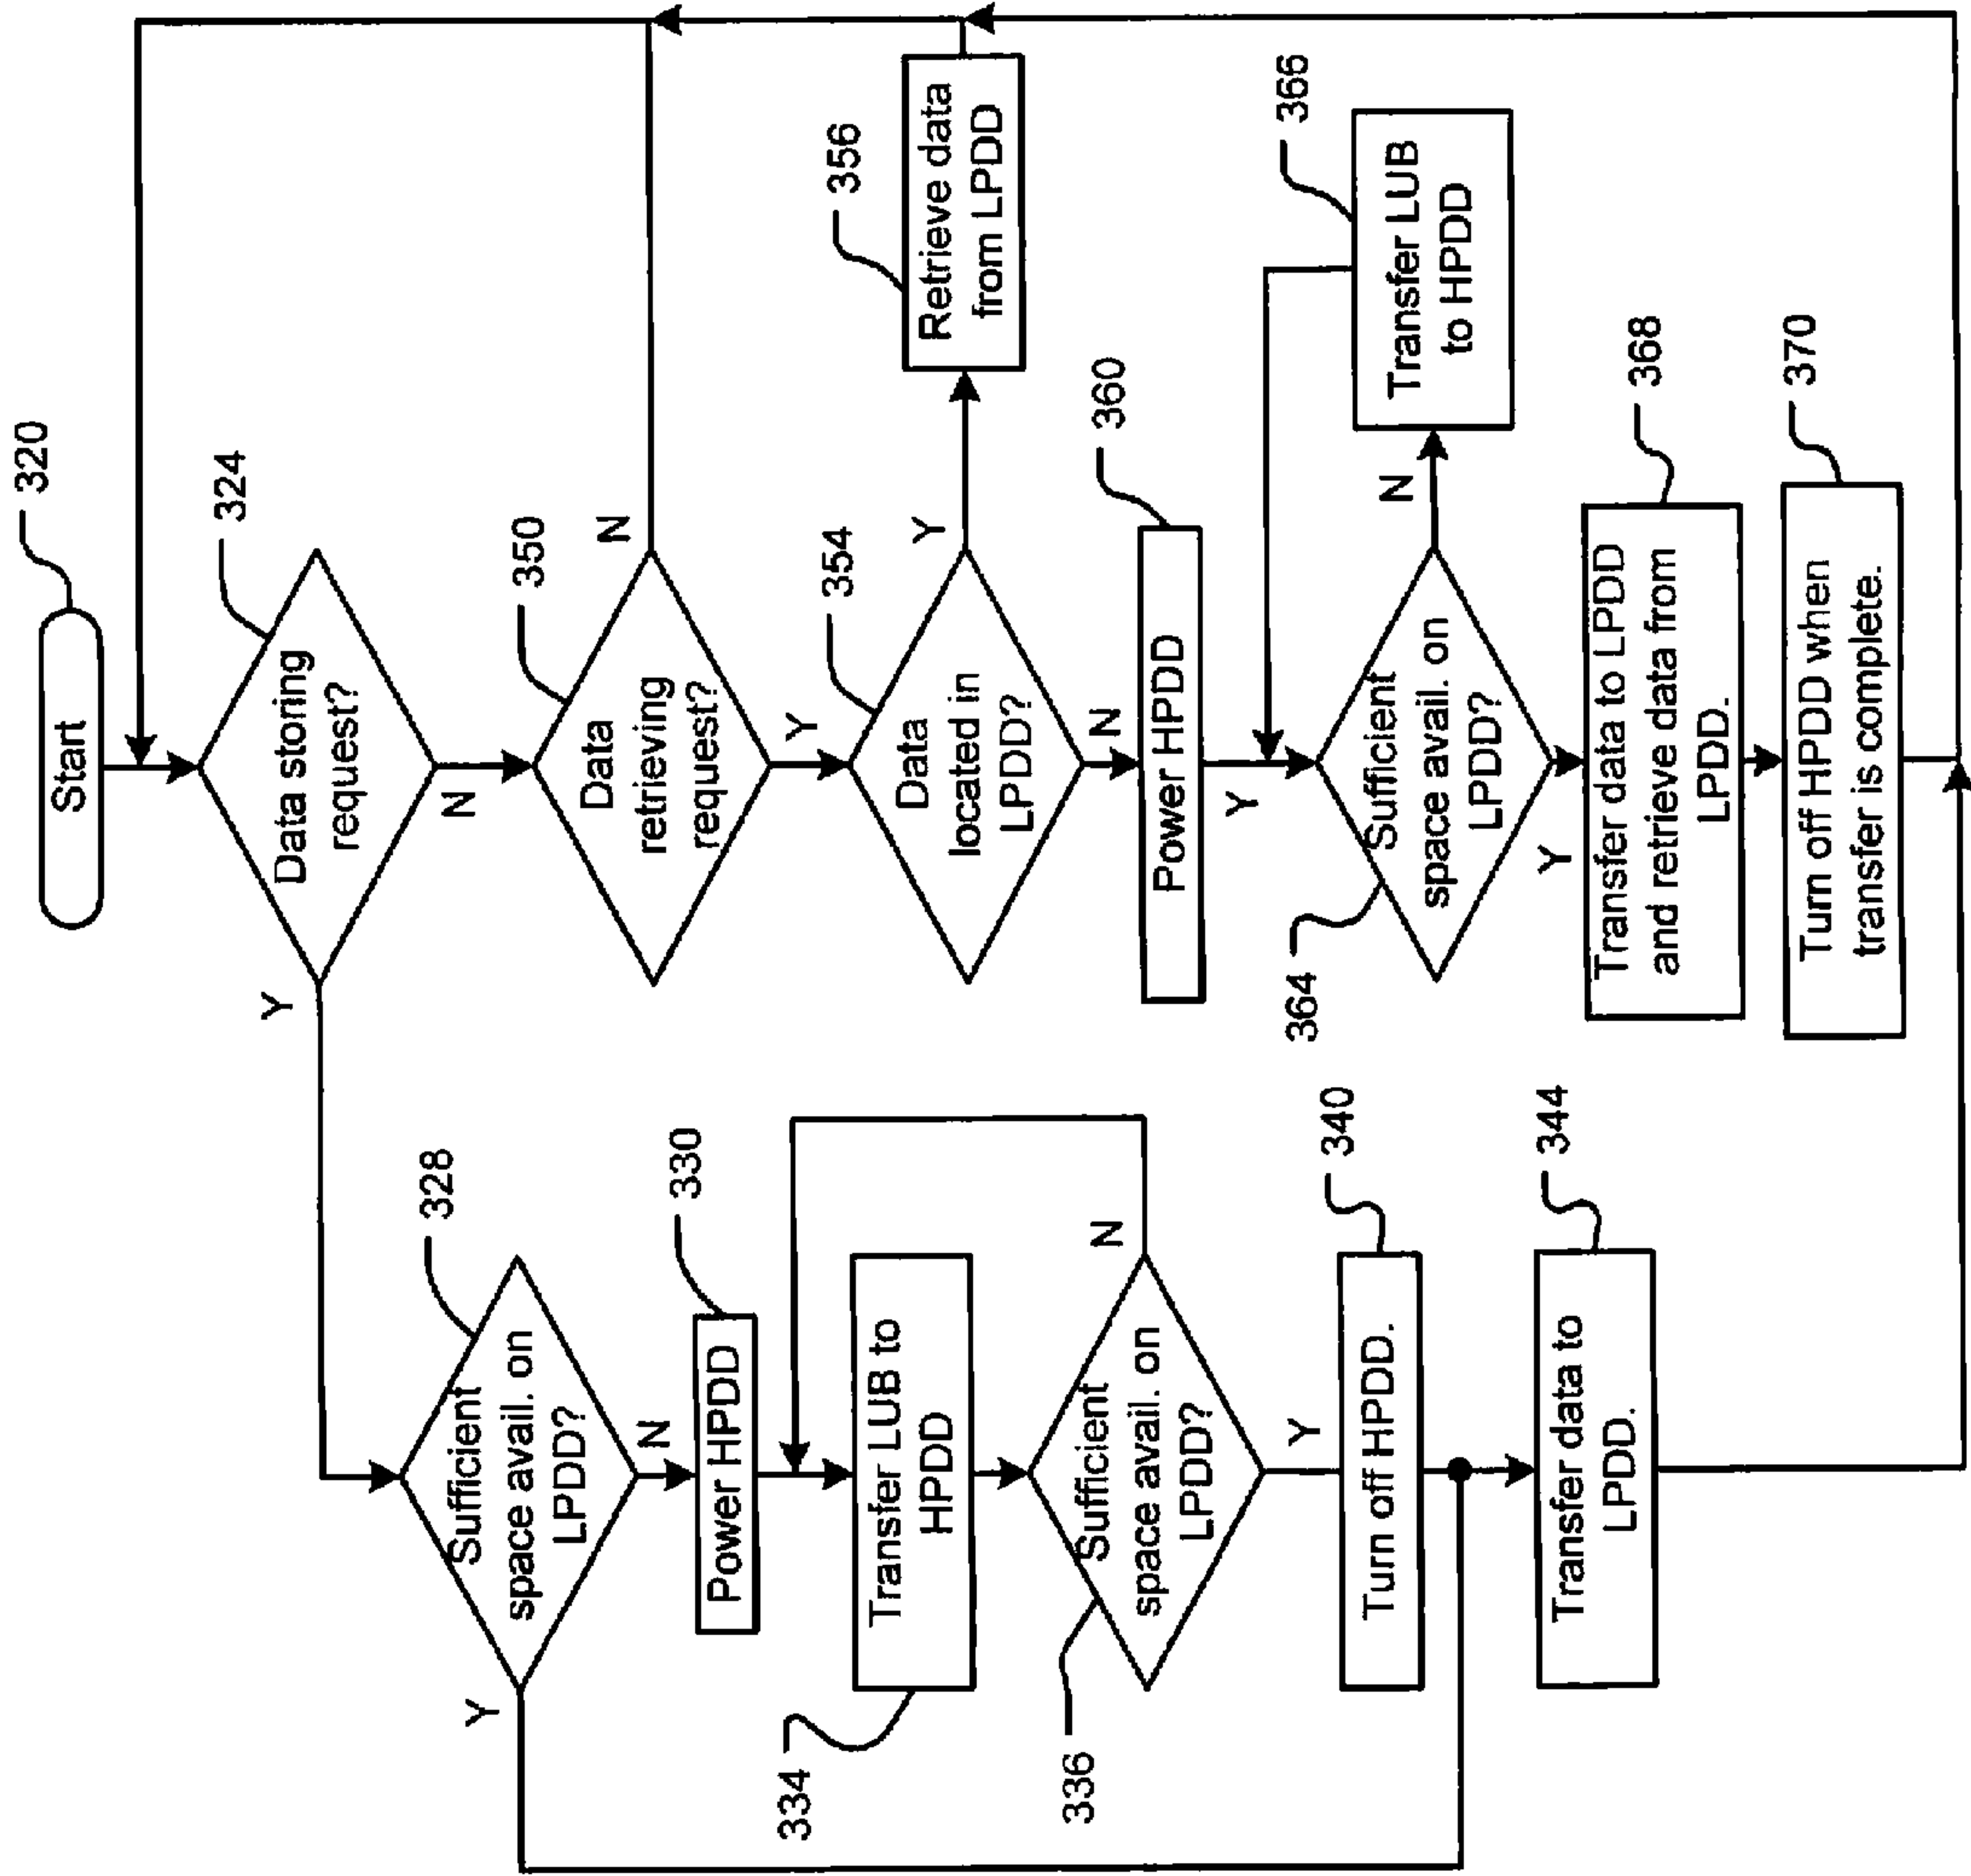 Start
320
Data storing
request?
324
Y
N
Sufficient
space avail. on
LPDD?
328
Y
N
Power HPDD
330
Transfer LUB to
HPDD
334
Sufficient
space avail. on
LPDD?
336
N
Y
Turn off HPDD.
340
Transfer data to
LPDD.
344
Data
retrieving
request?
350
N
Y
Data
located in
LPDD?
354
Y
N
Retrieve data
from LPDD
356
Power HPDD
360
Y
Sufficient
space avail. on
LPDD?
364
N
Y
Transfer LUB
to HPDD
366
Transfer data to LPDD
and retrieve data from
LPDD.
368
Turn off HPDD when
transfer is complete.
370